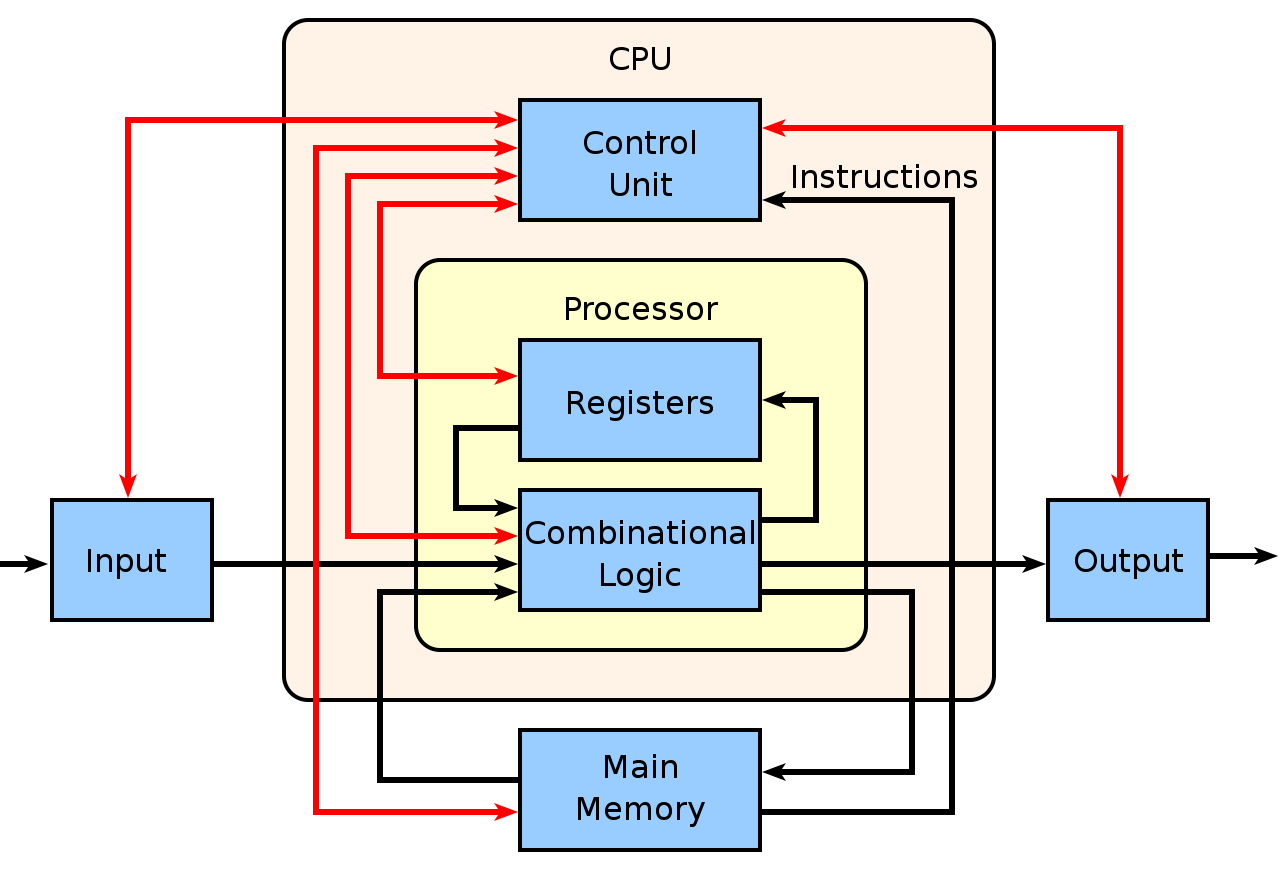 CPU
Control
Unit
Instructions
Processor
Registers
Combinational
Logic
Input
Output
Main
Memory